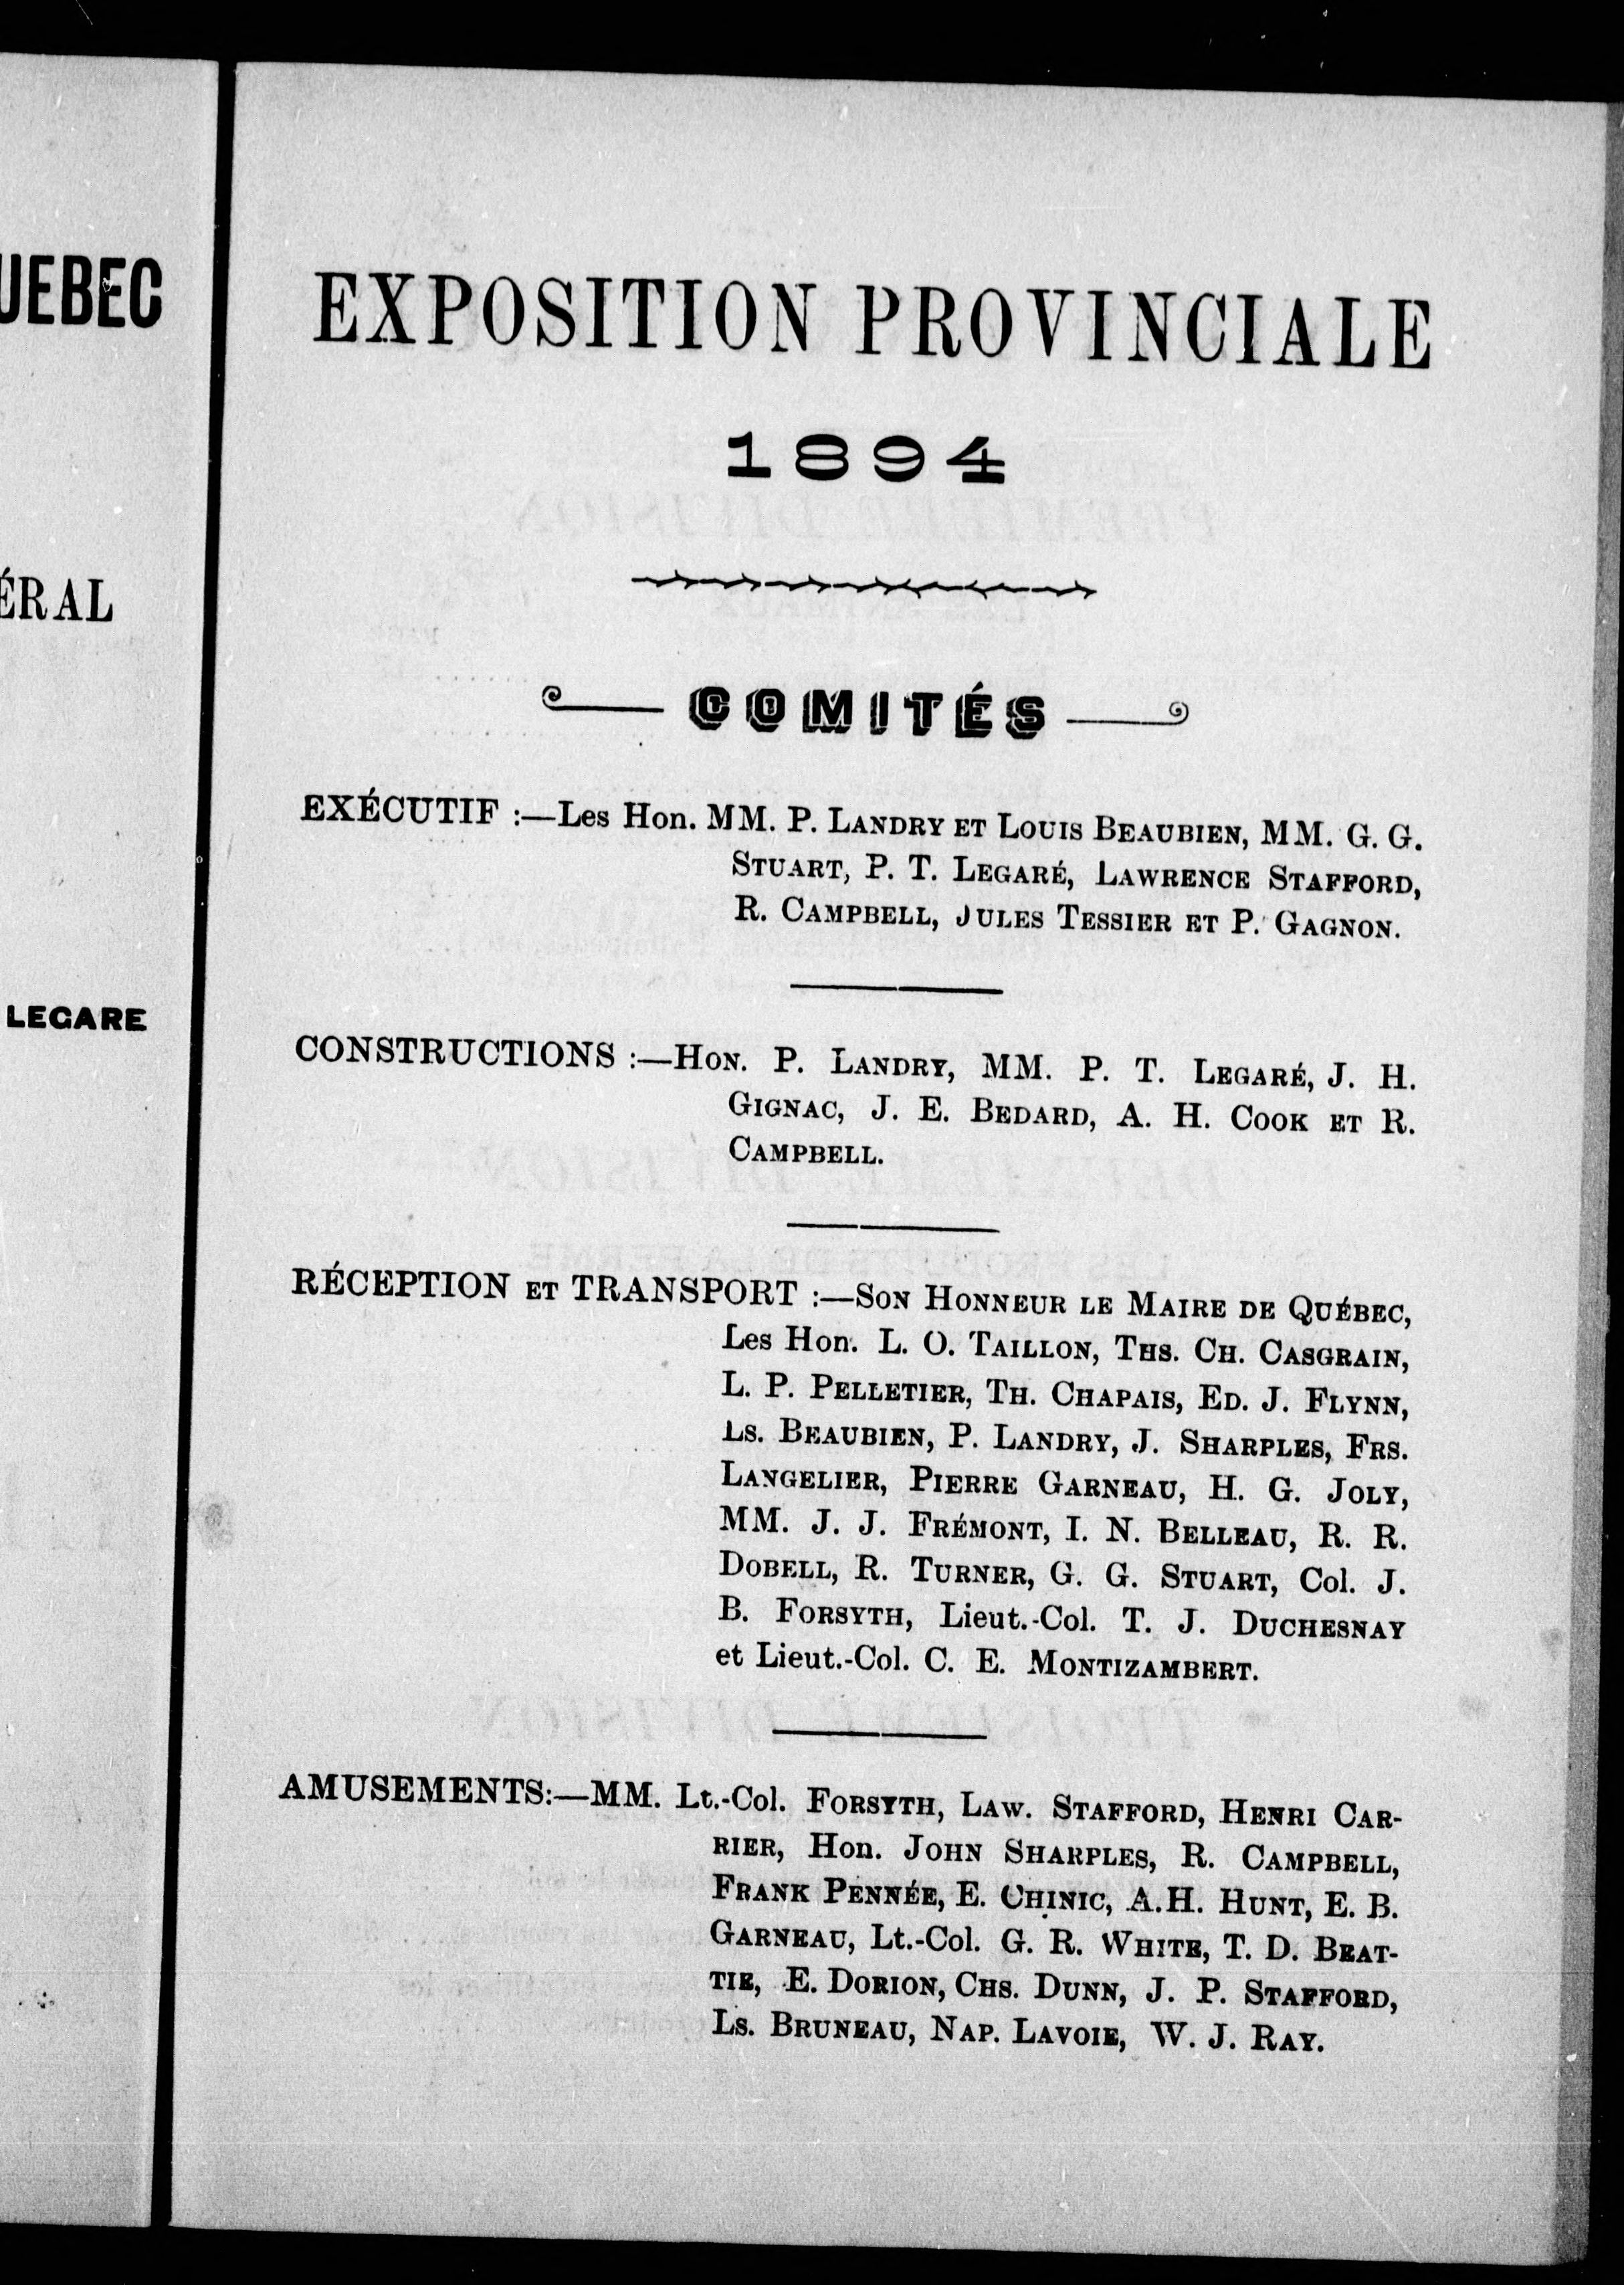 UEBEC
ÉRAL
LEGARE
EXPOSITION PROVINCIALE
1894
COMITÉS
EXÉCUTIF :—Les Hon. MM. P. LANDRY ET LOUIS BEAUBIEN, MM. G. G.
STUART, P. T. LEGARÉ, LAWRENCE STAFFORD,
R. CAMPBELL, JULES TESSIER ET P. GAGNON.
CONSTRUCTIONS :—HON. P. LANDRY, MM. P. T. LEGARÉ, J. H.
GIGNAC, J. E. BEDARD, A. H. COOK ET R.
CAMPBELL.
RÉCEPTION ET TRANSPORT :—SON HONNEUR LE MAIRE DE QUÉBEC,
Les Hon. L. O. TAILLON, THS. CH. CASGRAIN,
L. P. PELLETIER, TH. CHAPAIS, ED. J. FLYNN,
LS. BEAUBIEN, P. LANDRY, J. SHARPLES, FRS.
LANGELIER, PIERRE GARNEAU, H. G. JOLY,
MM. J. J. FRÉMONT, I. N. BELLEAU, R. R.
DOBELL, R. TURNER, G. G. STUART, Col. J.
B. FORSYTH, Lieut.-Col. T. J. DUCHESNAY
et Lieut.-Col. C. E. MONTIZAMBERT.
AMUSEMENTS:—MM. Lt.-Col. FORSYTH, LAW. STAFFORD, HENRI CAR-
RIER, Hon. JOHN SHARPLES, R. CAMPBELL,
FRANK PENNÉE, E. CHINIC, A.H. HUNT, E. B.
GARNEAU, Lt.-Col. G. R. WHITE, T. D. BEAT-
TIE, E. DORION, CHS. DUNN, J. P. STAFFORD,
LS. BRUNEAU, NAP. LAVOIE, W. J. RAY.